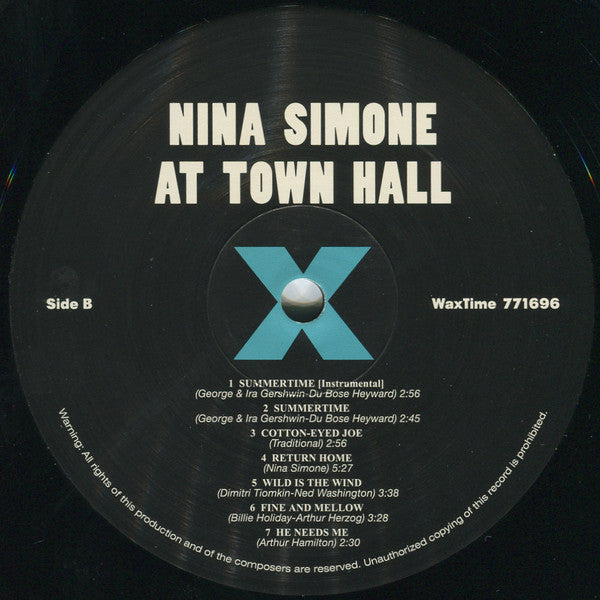 NINA SIMONE
AT TOWN HALL
X
Side B
WaxTime 771696
1 SUMMERTIME [Instrumental]
(George & Ira Gershwin-Du Bose Heyward) 2:56
2 SUMMERTIME
(George & Ira Gershwin-Du Bose Heyward) 2:45
3 COTTON-EYED JOE
(Traditional) 2:56
4 RETURN HOME
(Nina Simone) 5:27
5 WILD IS THE WIND
(Dimitri Tiomkin-Ned Washington) 3:38
6 FINE AND MELLOW
(Billie Holiday-Arthur Herzog) 3:28
7 HE NEEDS ME
(Arthur Hamilton) 2:30
Warning: All rights of this production and of the composers are reserved. Unauthorized copying of this record is prohibited.